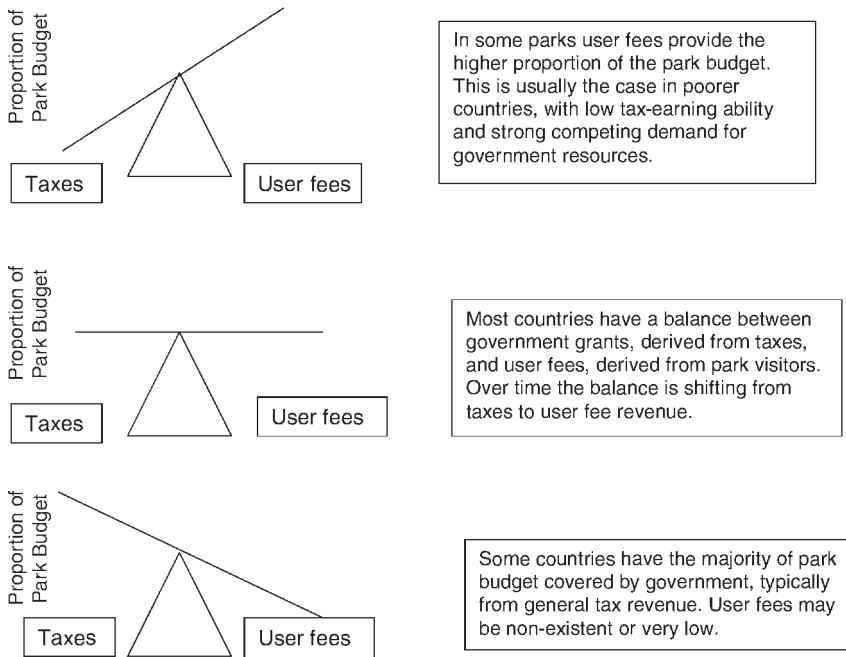 Proportion of
Park Budget
Taxes
User fees
In some parks user fees provide the
higher proportion of the park budget.
This is usually the case in poorer
countries, with low tax-earning ability
and strong competing demand for
government resources.
Proportion of
Park Budget
Taxes
User fees
Most countries have a balance between
government grants, derived from taxes,
and user fees, derived from park visitors.
Over time the balance is shifting from
taxes to user fee revenue.
Proportion of
Park Budget
Taxes
User fees
Some countries have the majority of park
budget covered by government, typically
from general tax revenue. User fees may
be non-existent or very low.